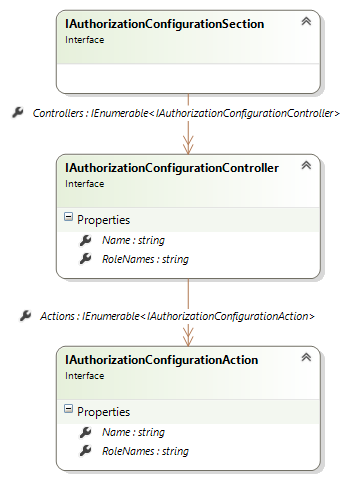 IAuthorizationConfigurationSection
Interface
Controllers : IEnumerable<IAuthorizationConfigurationController>
IAuthorizationConfigurationController
Interface
Properties
Name : string
RoleNames : string
Actions : IEnumerable<IAuthorizationConfigurationAction>
IAuthorizationConfigurationAction
Interface
Properties
Name : string
RoleNames : string